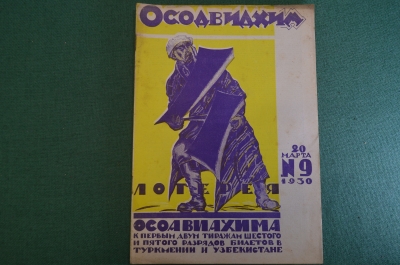 ОСОАВИАХИМ
20
МАРТА
№9
1930
ЛОТЕРЕЯ
ОСОАВИАХИМА
К ПЕРВЫМ ДВУМ ТИРАЖАМ ШЕСТОГО
И ПЯТОГО РАЗРЯДОВ БИЛЕТОВ В
ТУРКМЕНИИ И УЗБЕКИСТАНЕ